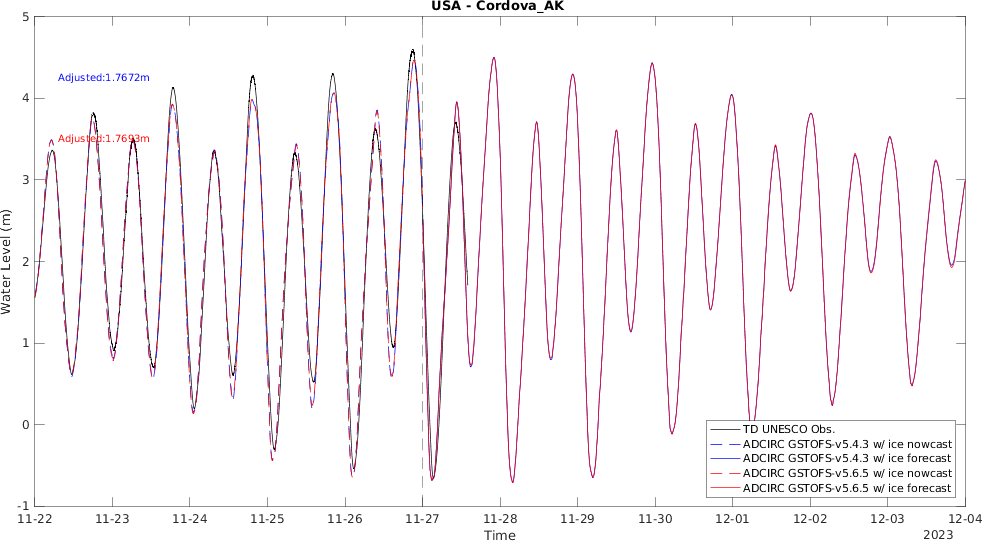 USA - Cordova_AK
5
4
3
2
1
0
-1
Water Level (m)
Adjusted:1.7672m
Adjusted:1.7693m
TD UNESCO Obs.
ADCIRC GSTOFS-v5.4.3 w/ ice nowcast
ADCIRC GSTOFS-v5.4.3 w/ ice forecast
ADCIRC GSTOFS-v5.6.5 w/ ice nowcast
ADCIRC GSTOFS-v5.6.5 w/ ice forecast
11-22 11-23 11-24 11-25 11-26 11-27 11-28 11-29 11-30 12-01 12-02 12-03 12-04
Time
2023